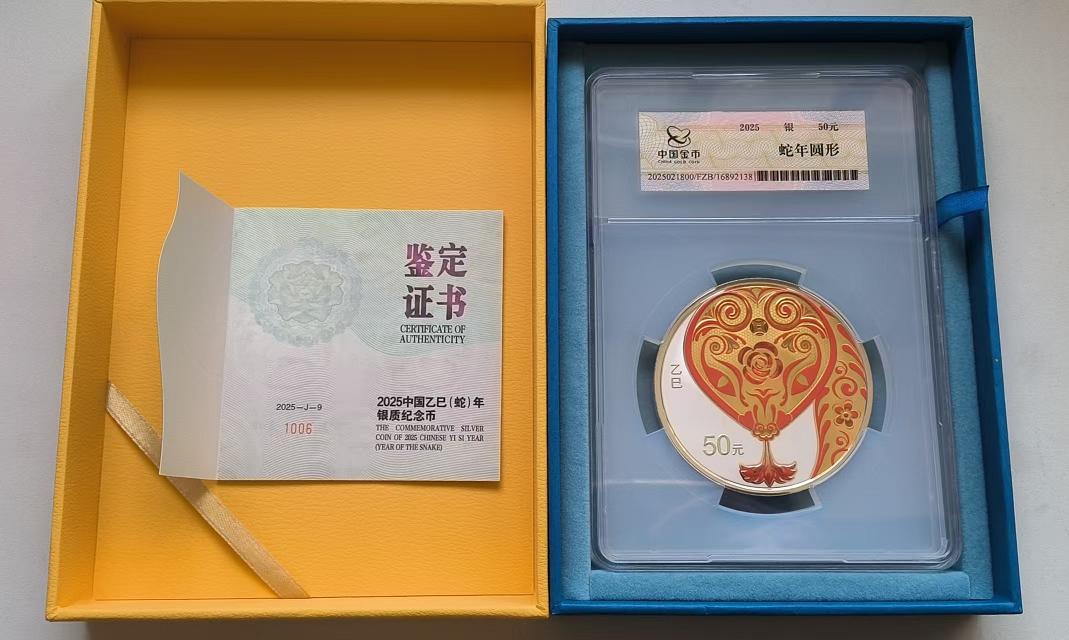 鉴定
证书
CERTIFICATE OF
AUTHENTICITY
2025—J—9
1006
2025中国乙巳(蛇)年
银质纪念币
THE COMMEMORATIVE SILVER
COIN OF 2025 CHINESE YI SI YEAR
(YEAR OF THE SNAKE)
2025 银 50元
中国金币
CHINA GOLD COIN
蛇年圆形
2025021800/FZB/16892138
乙巳
50元